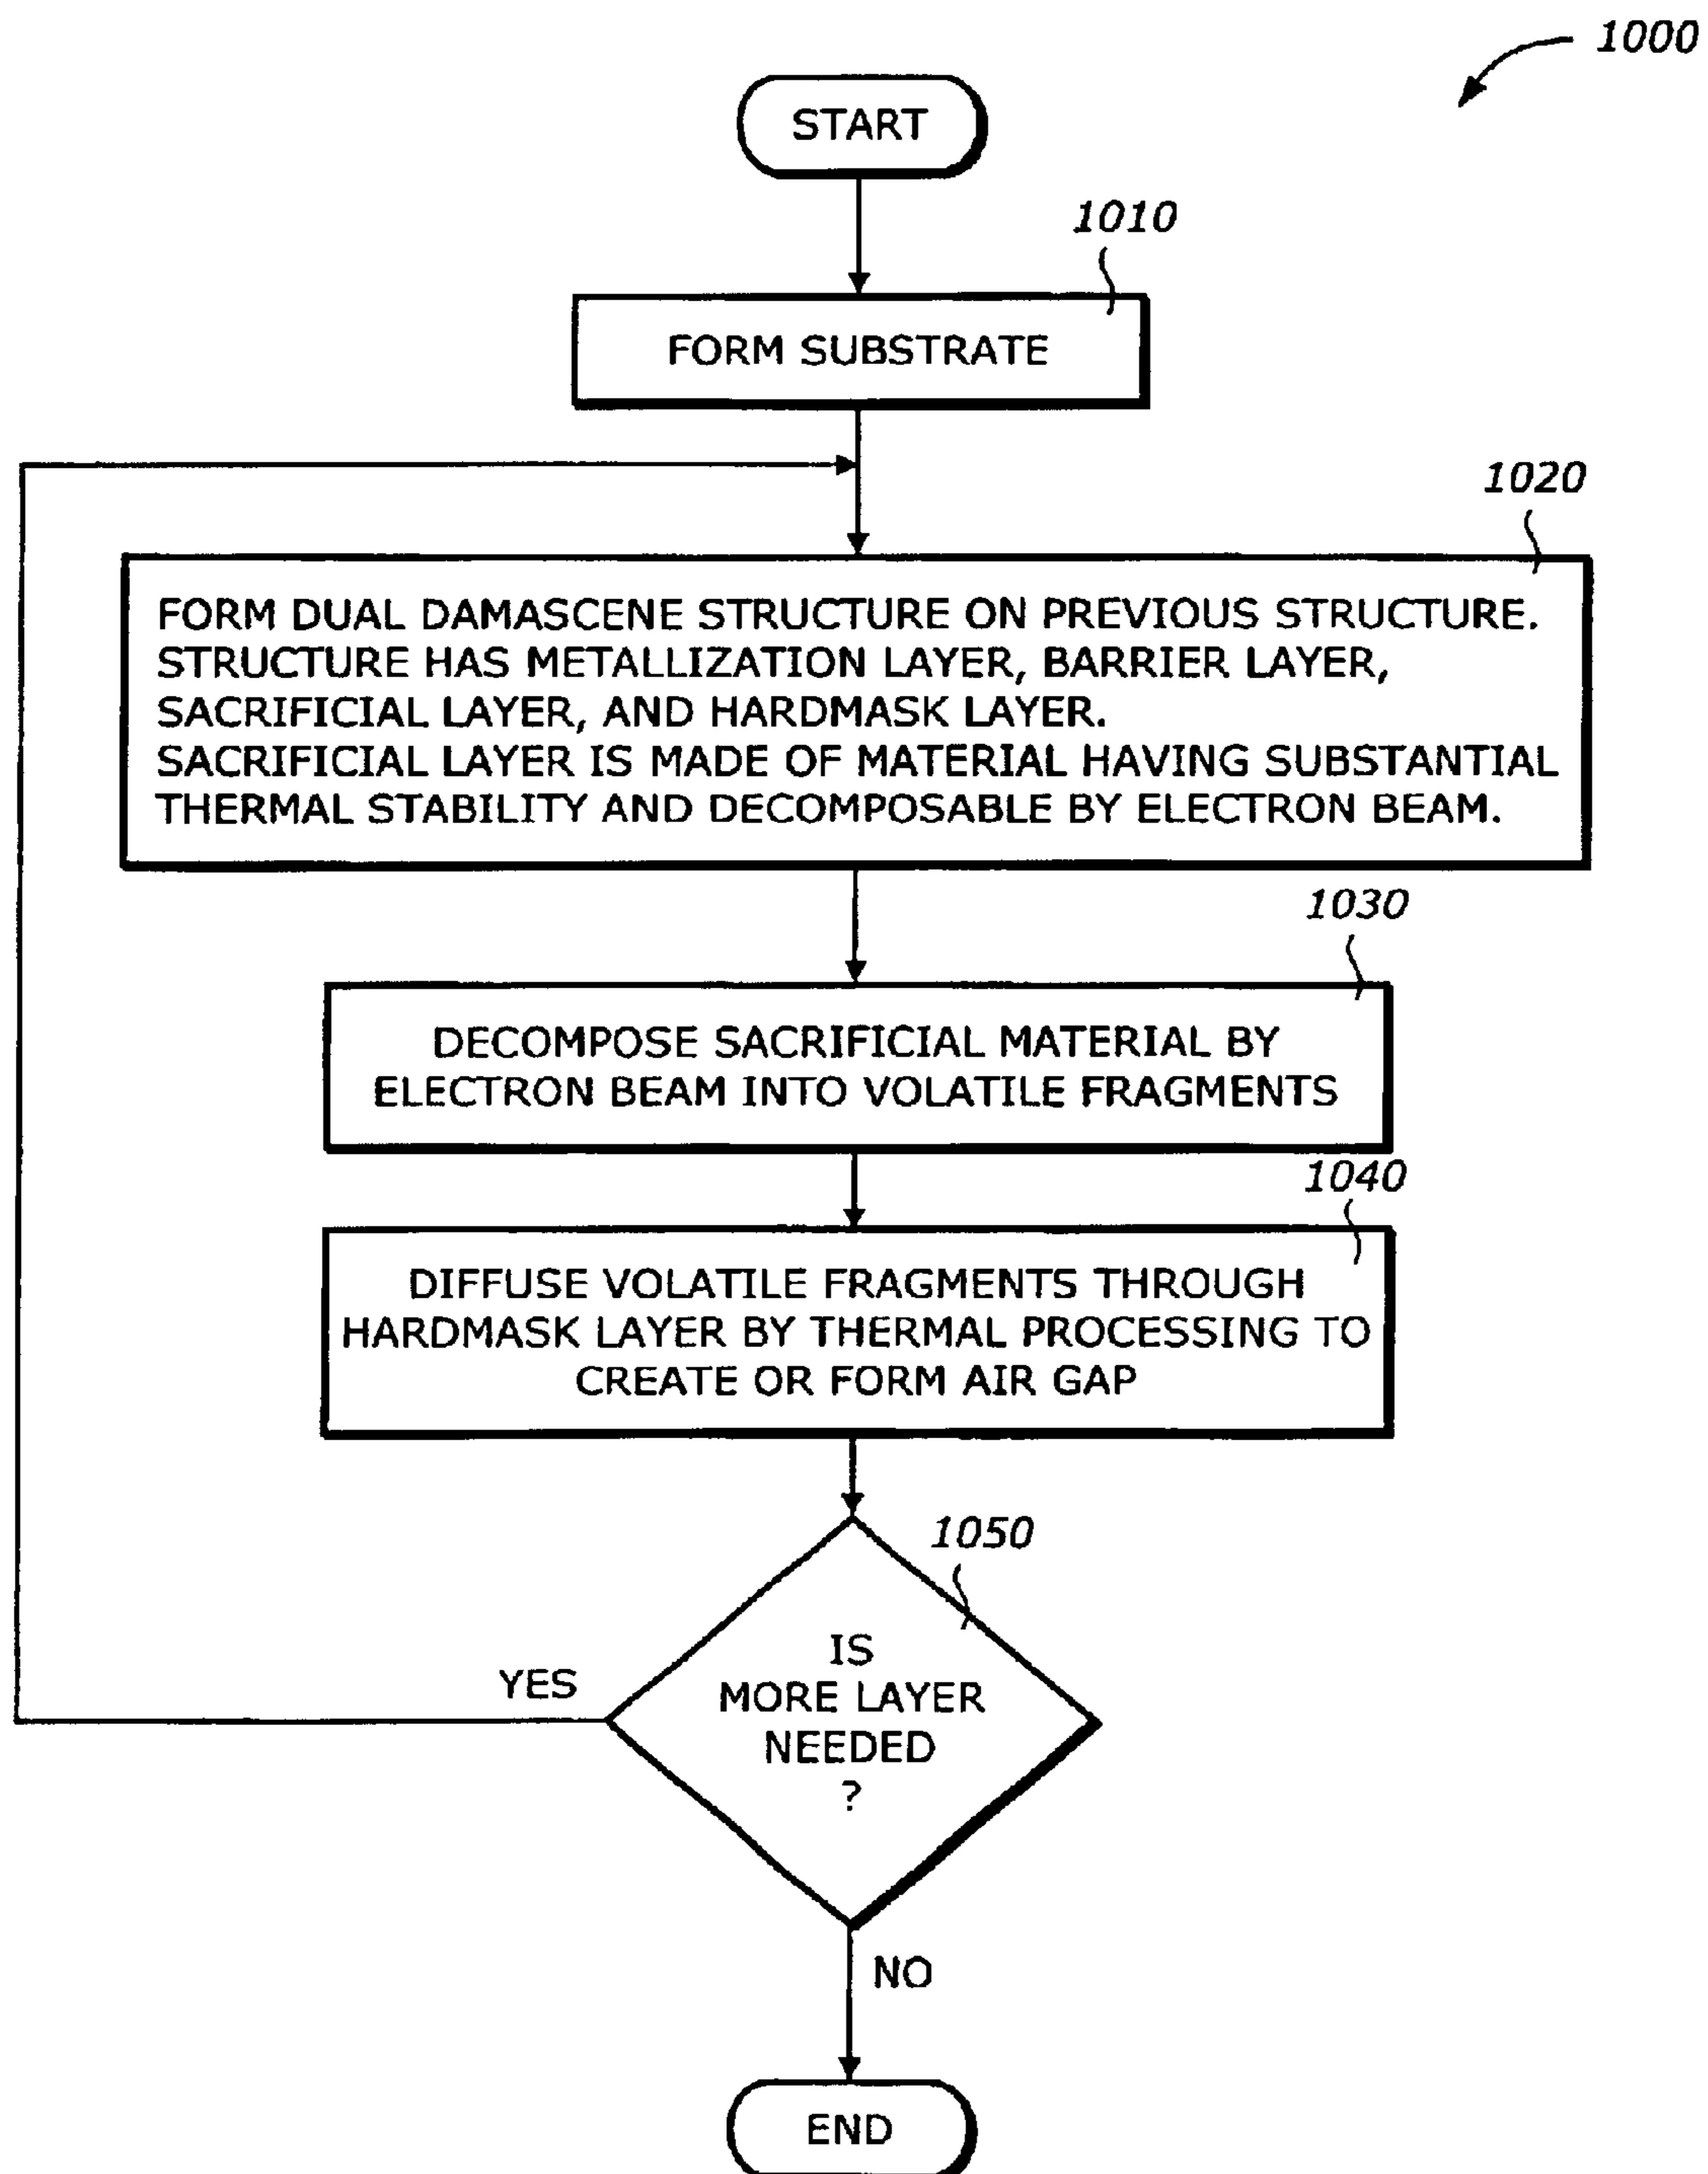 1000
START
1010
FORM SUBSTRATE
1020
FORM DUAL DAMASCENE STRUCTURE ON PREVIOUS STRUCTURE.
STRUCTURE HAS METALLIZATION LAYER, BARRIER LAYER,
SACRIFICIAL LAYER, AND HARDMASK LAYER.
SACRIFICIAL LAYER IS MADE OF MATERIAL HAVING SUBSTANTIAL
THERMAL STABILITY AND DECOMPOSABLE BY ELECTRON BEAM.
1030
DECOMPOSE SACRIFICIAL MATERIAL BY
ELECTRON BEAM INTO VOLATILE FRAGMENTS
1040
DIFFUSE VOLATILE FRAGMENTS THROUGH
HARDMASK LAYER BY THERMAL PROCESSING TO
CREATE OR FORM AIR GAP
1050
IS
MORE LAYER
NEEDED
?
YES
NO
END